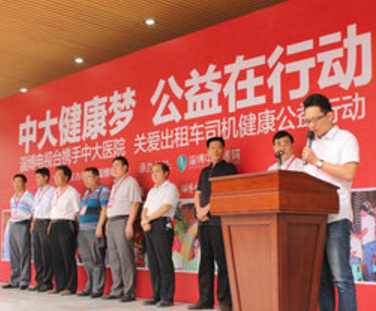 中大健康梦 公益在行动
淄博电视台携手中大医院 关爱出租车司机健康公益行动